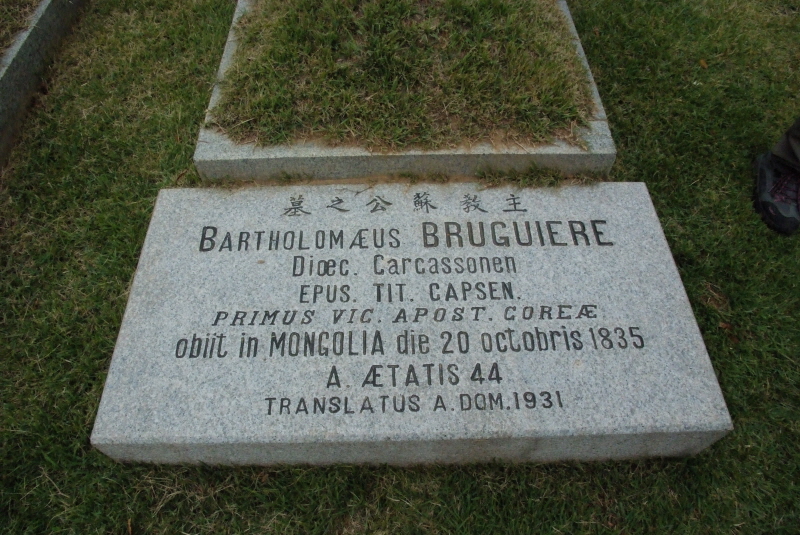 墓之公蘇教主
BARTHOLOMÆUS BRUGUIERE
Diœc. Carcassonen
EPUS. TIT. CAPSEN.
PRIMUS VIC. APOST. COREÆ
obiit in MONGOLIA die 20 octobris 1835
A. ÆTATIS 44
TRANSLATUS A. DOM. 1931